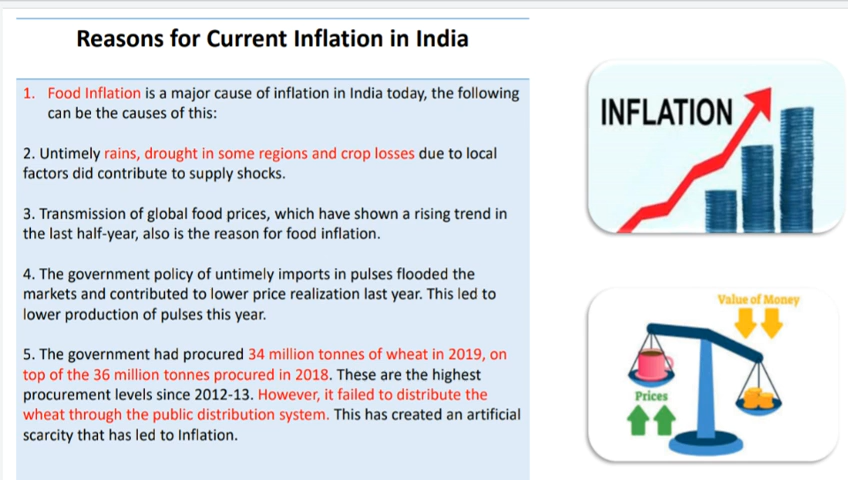 Reasons for Current Inflation in India
1. Food Inflation is a major cause of inflation in India today, the following
can be the causes of this:
2. Untimely rains, drought in some regions and crop losses due to local
factors did contribute to supply shocks.
3. Transmission of global food prices, which have shown a rising trend in
the last half-year, also is the reason for food inflation.
4. The government policy of untimely imports in pulses flooded the
markets and contributed to lower price realization last year. This led to
lower production of pulses this year.
5. The government had procured 34 million tonnes of wheat in 2019, on
top of the 36 million tonnes procured in 2018. These are the highest
procurement levels since 2012-13. However, it failed to distribute the
wheat through the public distribution system. This has created an artificial
scarcity that has led to Inflation.
INFLATION
Value of Money
Prices